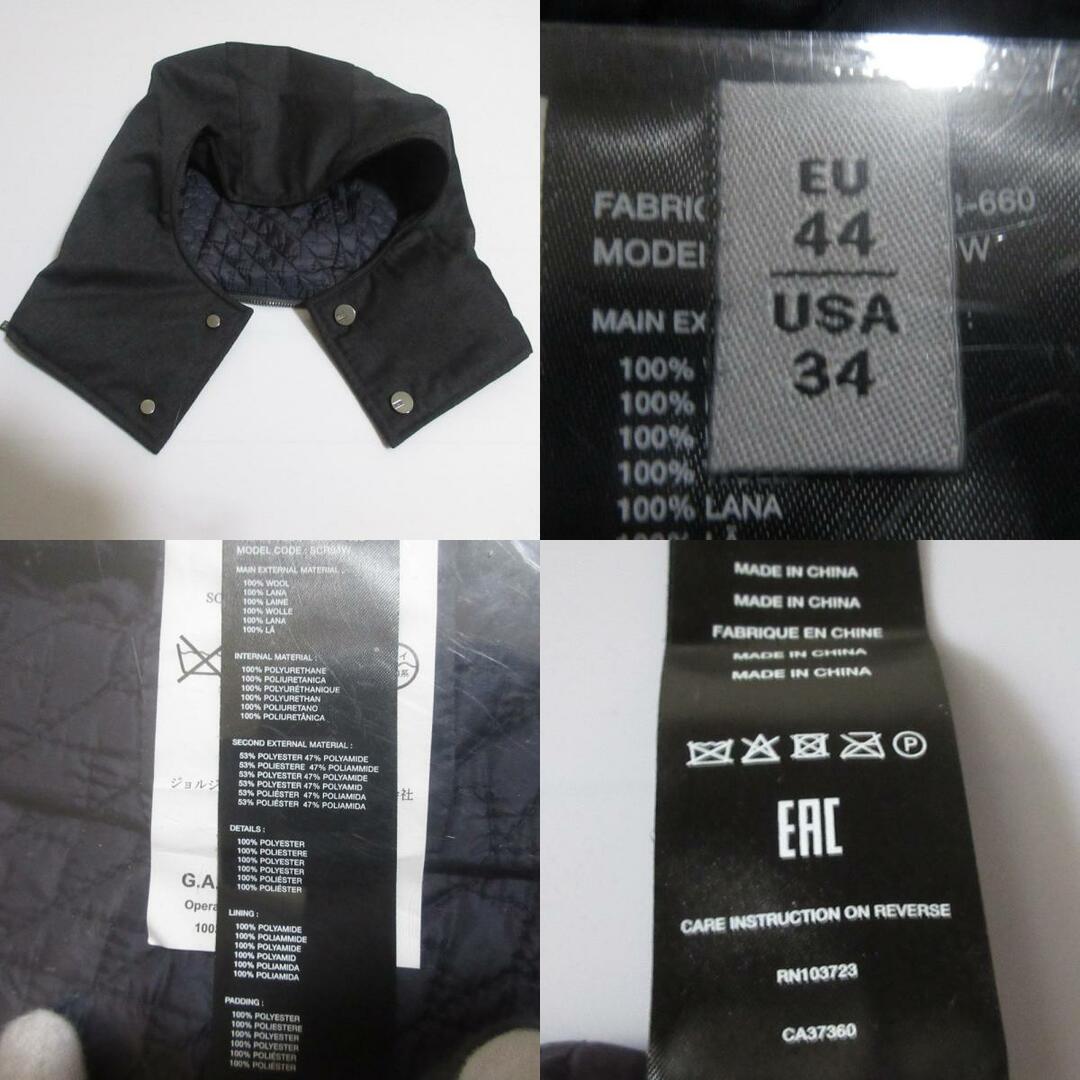 EU
44
USA
34
-660
W
MAIN EX
100%
100%
100%
100%
100% LANA
MODEL CODE :
MAIN EXTERNAL MATERIAL :
100% WOOL
100% LANA
100% LAINE
100% WOLLE
100% LANA
100% LÃ
INTERNAL MATERIAL :
100% POLYURETHANE
100% POLIURETANICA
100% POLYURÉTHANIQUE
100% POLYURETHAN
100% POLIURETANO
100% POLIURETÂNICA
SECOND EXTERNAL MATERIAL :
53% POLYESTER 47% POLYAMIDE
53% POLIESTERE 47% POLIAMMIDE
53% POLYESTER 47% POLYAMIDE
53% POLYESTER 47% POLYAMID
53% POLIÉSTER 47% POLIAMIDA
53% POLIÉSTER 47% POLIAMIDA
DETAILS :
100% POLYESTER
100% POLIESTERE
100% POLYESTER
100% POLYESTER
100% POLIÉSTER
100% POLIÉSTER
LINING :
100% POLYAMIDE
100% POLIAMMIDE
100% POLYAMIDE
100% POLYAMID
100% POLIAMIDA
100% POLIAMIDA
PADDING :
100% POLYESTER
100% POLIESTERE
100% POLYESTER
100% POLYESTER
100% POLIÉSTER
100% POLIÉSTER
ジョルジ
会社
G.A.
Opera
100
MADE IN CHINA
MADE IN CHINA
FABRIQUE EN CHINE
MADE IN CHINA
MADE IN CHINA
P
EAC
CARE INSTRUCTION ON REVERSE
RN103723
CA37360